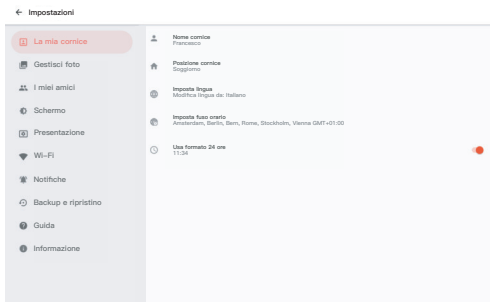 Impostazioni
La mia cornice
Gestisci foto
I miei amici
Schermo
Presentazione
Wi-Fi
Notifiche
Backup e ripristino
Guida
Informazione
Nome cornice
Francesco
Posizione cornice
Soggiorno
Imposta lingua
Modifica lingua da: Italiano
Imposta fuso orario
Amsterdam, Berlin, Bern, Rome, Stockholm, Vienna GMT+01:00
Usa formato 24 ore
11:34